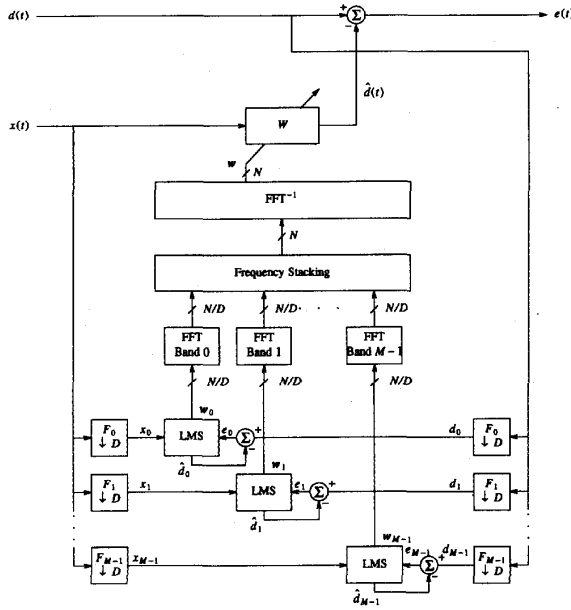 d(t) + Σ e(t)
−
d̂(t)
x(t) W
w N
FFT⁻¹
N
Frequency Stacking
N/D N/D · · · N/D
FFT Band 0 FFT Band 1 FFT Band M−1
N/D N/D N/D
w₀
F₀ ↓D x₀ LMS e₀ Σ + − d₀ F₀ ↓D
d̂₀ w₁
F₁ ↓D x₁ LMS e₁ Σ + − d₁ F₁ ↓D
d̂₁
w_{M−1}
F_{M−1} ↓D x_{M−1} LMS e_{M−1} Σ + − d_{M−1} F_{M−1} ↓D
d̂_{M−1}